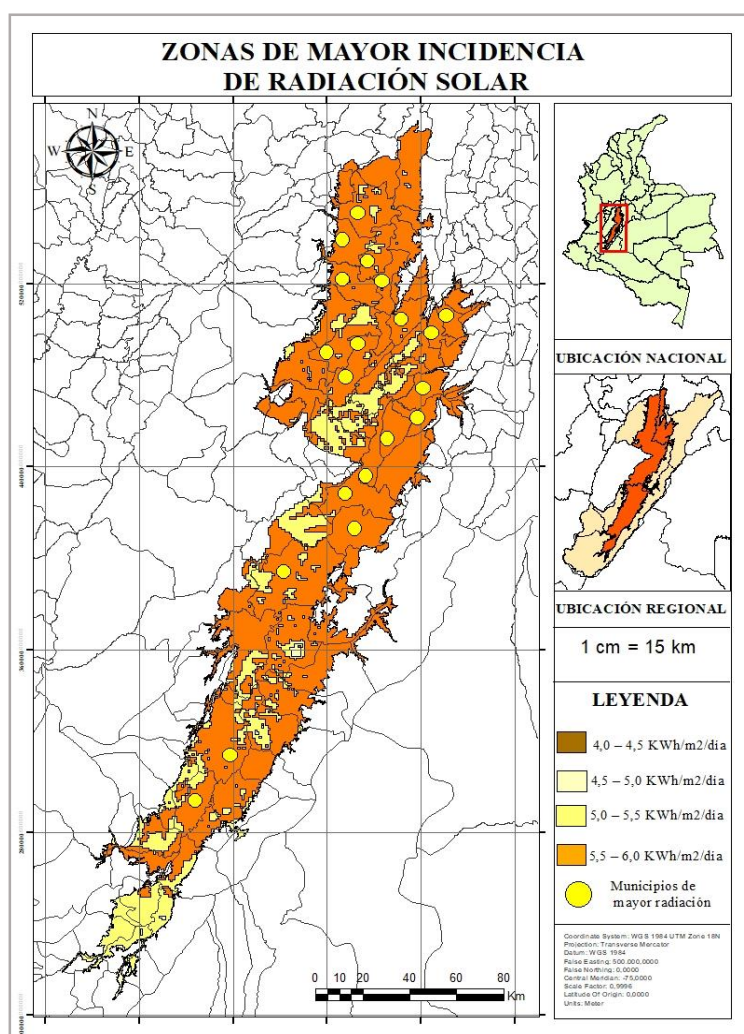 ZONAS DE MAYOR INCIDENCIA
DE RADIACIÓN SOLAR
N
W
E
S
UBICACIÓN NACIONAL
UBICACIÓN REGIONAL
1 cm = 15 km
LEYENDA
4,0 – 4,5 KWh/m2/dia
4,5 – 5,0 KWh/m2/dia
5,0 – 5,5 KWh/m2/dia
5,5 – 6,0 KWh/m2/dia
Municipios de
mayor radiación
Coordinate System: WGS 1984 UTM Zone 18N
Projection: Transverse Mercator
Datum: WGS 1984
False Easting: 500.000,0000
False Northing: 0,0000
Central Meridian: -75,0000
Scale Factor: 0,9996
Latitude Of Origin: 0,0000
Units: Meter
0 10 20 40 60 80
Km